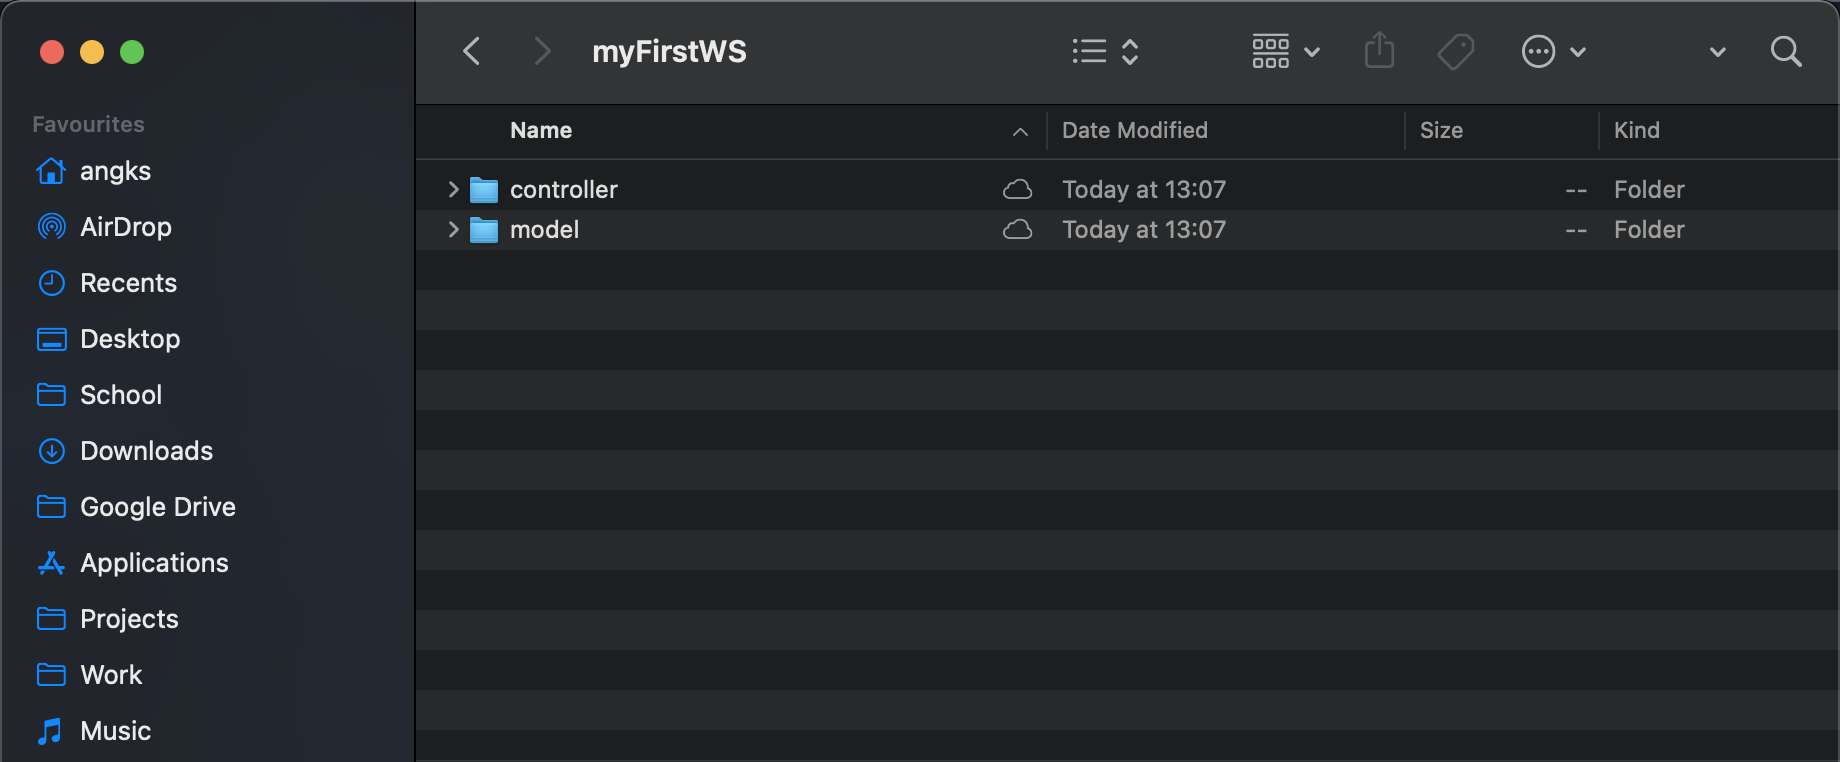 myFirstWS
Favourites
angks
AirDrop
Recents
Desktop
School
Downloads
Google Drive
Applications
Projects
Work
Music
Name Date Modified Size Kind
controller Today at 13:07 -- Folder
model Today at 13:07 -- Folder